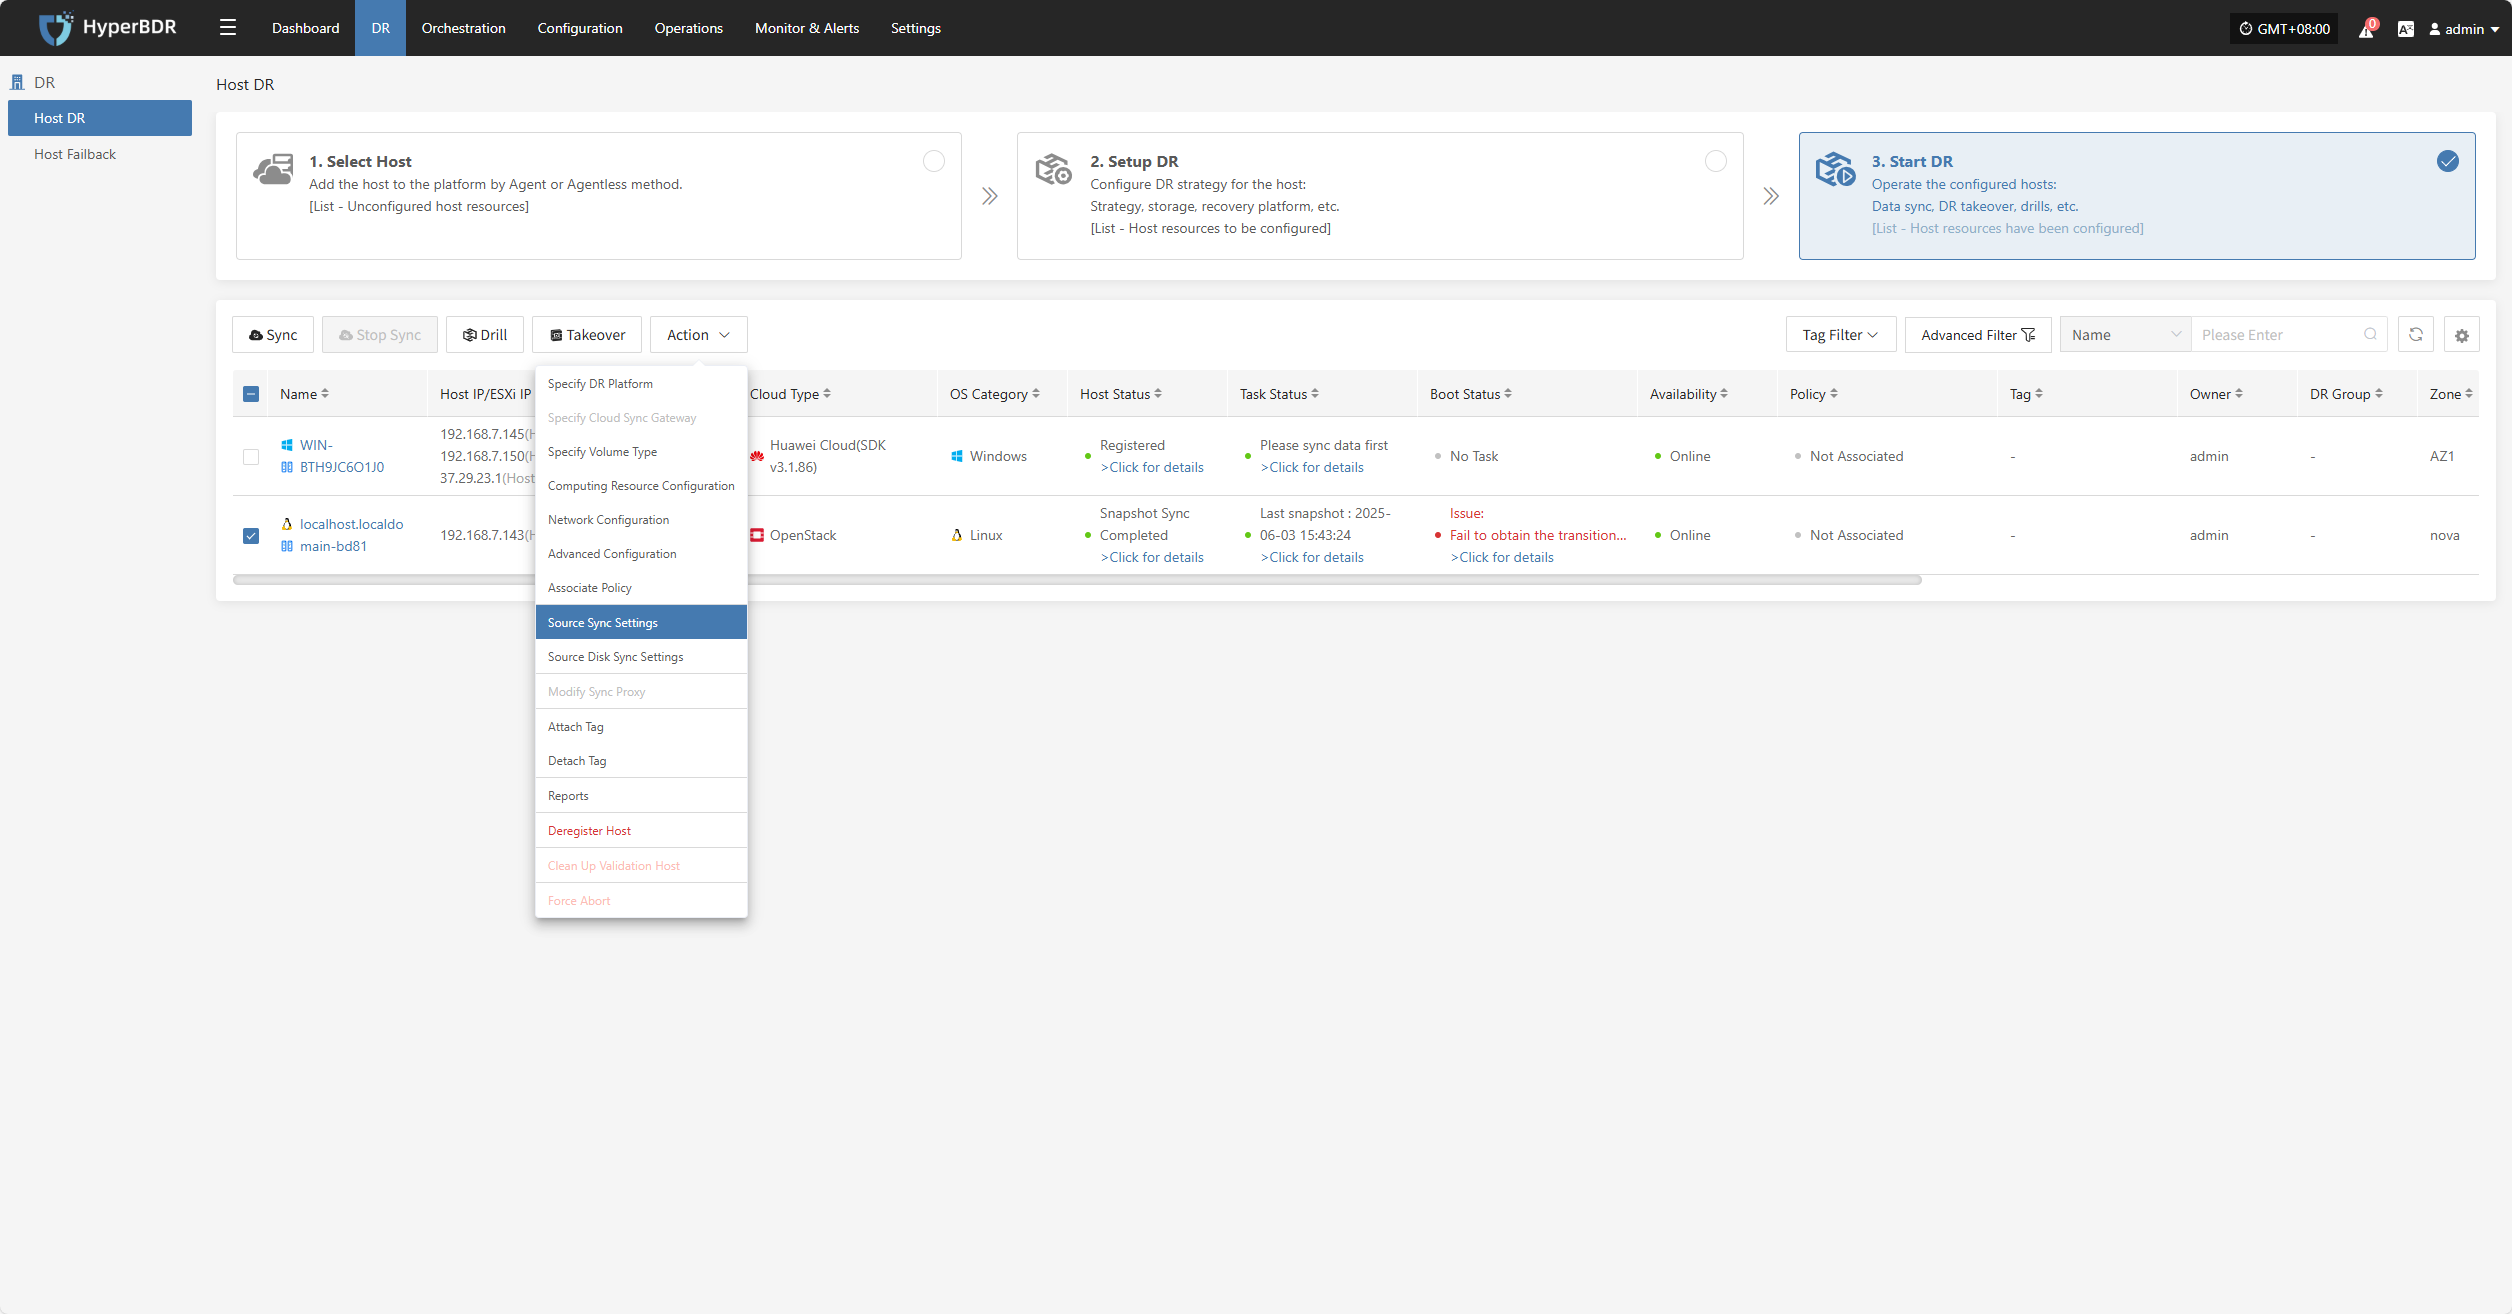 HyperBDR
Dashboard
DR
Orchestration
Configuration
Operations
Monitor & Alerts
Settings
GMT+08:00
0
admin
DR
Host DR
Host Failback
Host DR
1. Select Host
Add the host to the platform by Agent or Agentless method.
[List - Unconfigured host resources]
2. Setup DR
Configure DR strategy for the host:
Strategy, storage, recovery platform, etc.
[List - Host resources to be configured]
3. Start DR
Operate the configured hosts:
Data sync, DR takeover, drills, etc.
[List - Host resources have been configured]
Sync
Stop Sync
Drill
Takeover
Action
Tag Filter
Advanced Filter
Name
Please Enter
Name
Host IP/ESXi IP
Cloud Type
OS Category
Host Status
Task Status
Boot Status
Availability
Policy
Tag
Owner
DR Group
Zone
WIN-
BTH9JC6O1J0
192.168.7.145(H
192.168.7.150(H
37.29.23.1(Host
Huawei Cloud(SDK
v3.1.86)
Windows
Registered
>Click for details
Please sync data first
>Click for details
No Task
Online
Not Associated
-
admin
-
AZ1
localhost.localdo
main-bd81
192.168.7.143(H
OpenStack
Linux
Snapshot Sync
Completed
>Click for details
Last snapshot : 2025-
06-03 15:43:24
>Click for details
Issue:
Fail to obtain the transition...
>Click for details
Online
Not Associated
-
admin
-
nova
Specify DR Platform
Specify Cloud Sync Gateway
Specify Volume Type
Computing Resource Configuration
Network Configuration
Advanced Configuration
Associate Policy
Source Sync Settings
Source Disk Sync Settings
Modify Sync Proxy
Attach Tag
Detach Tag
Reports
Deregister Host
Clean Up Validation Host
Force Abort